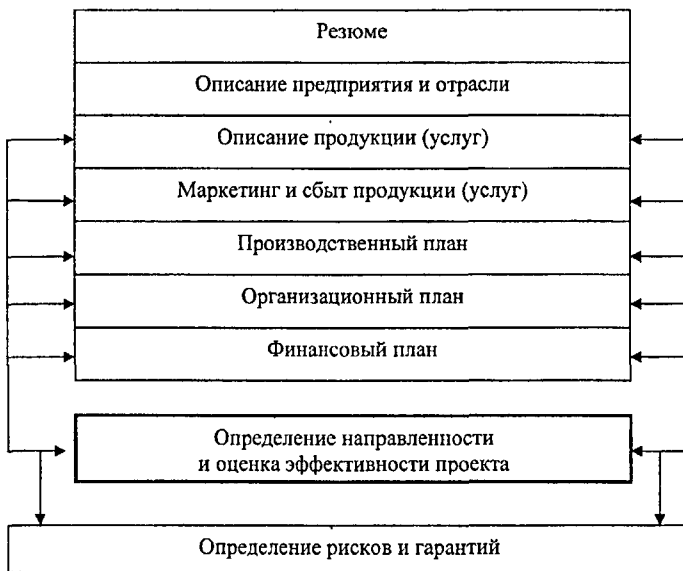 Резюме
Описание предприятия и отрасли
Описание продукции (услуг)
Маркетинг и сбыт продукции (услуг)
Производственный план
Организационный план
Финансовый план
Определение направленности
и оценка эффективности проекта
Определение рисков и гарантий